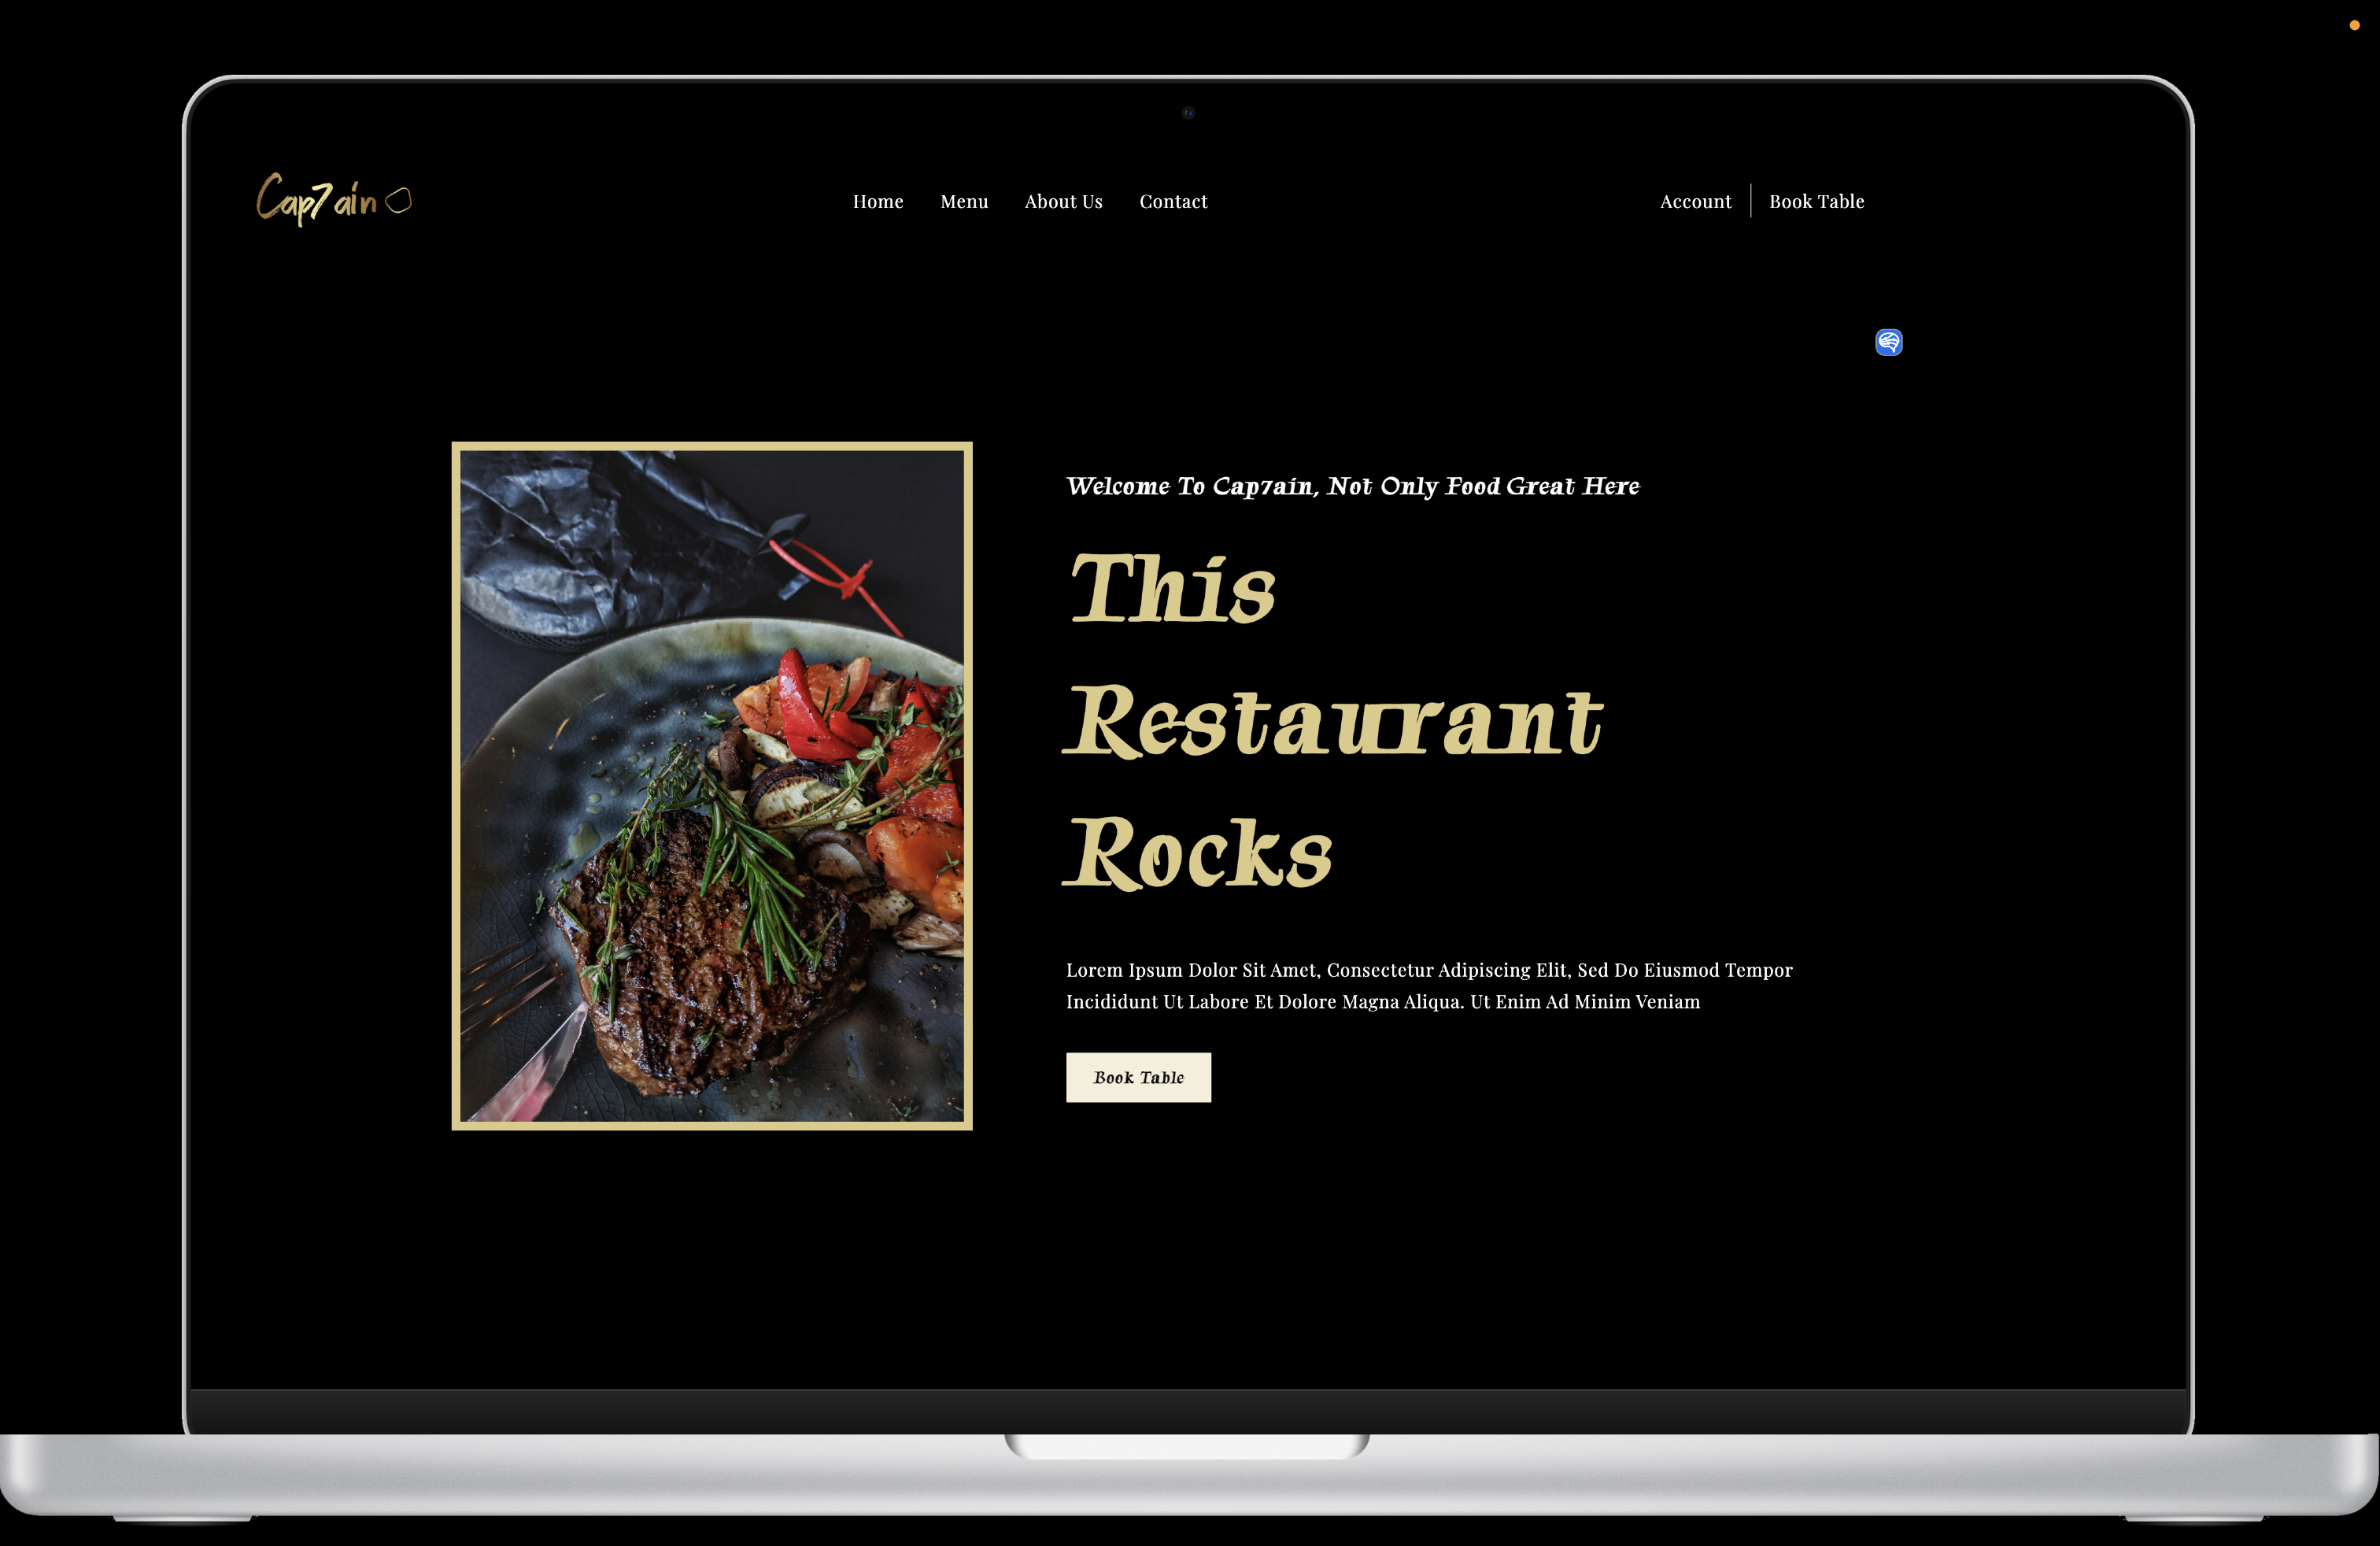 Cap7ain
Home Menu About Us Contact
Account Book Table
Welcome To Cap7ain, Not Only Food Great Here
This
Restaurant
Rocks
Lorem Ipsum Dolor Sit Amet, Consectetur Adipiscing Elit, Sed Do Eiusmod Tempor
Incididunt Ut Labore Et Dolore Magna Aliqua. Ut Enim Ad Minim Veniam
Book Table